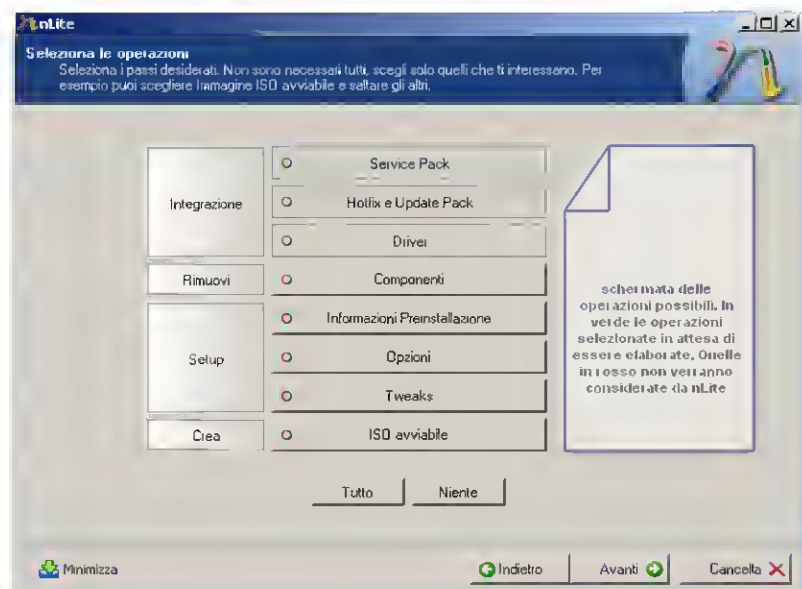 nLite
Seleziona le operazioni
Seleziona i passi desiderati. Non sono necessari tutti, scegli solo quelli che ti interessano. Per
esempio puoi scegliere Immagine ISO avviabile e saltare gli altri.
Integrazione
Service Pack
Hotfix e Update Pack
Driver
Rimuovi
Componenti
Setup
Informazioni Preinstallazione
Opzioni
Tweaks
Crea
ISO avviabile
schermata delle
operazioni possibili. In
verde le operazioni
selezionate in attesa di
essere elaborate, Quelle
in rosso non verranno
considerate da nLite
Tutto
Niente
Minimizza
Indietro
Avanti
Cancella